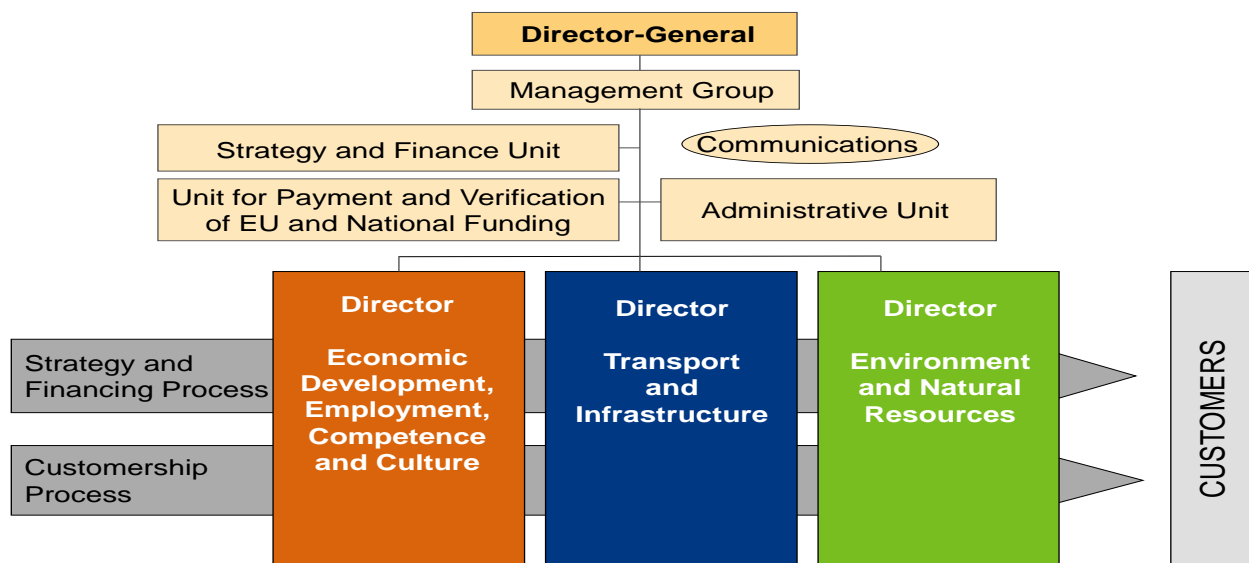 Director-General
Management Group
Strategy and Finance Unit
Communications
Unit for Payment and Verification
of EU and National Funding
Administrative Unit
Director
Economic
Development,
Employment,
Competence
and Culture
Director
Transport
and
Infrastructure
Director
Environment
and Natural
Resources
Strategy and
Financing Process
Customership
Process
CUSTOMERS